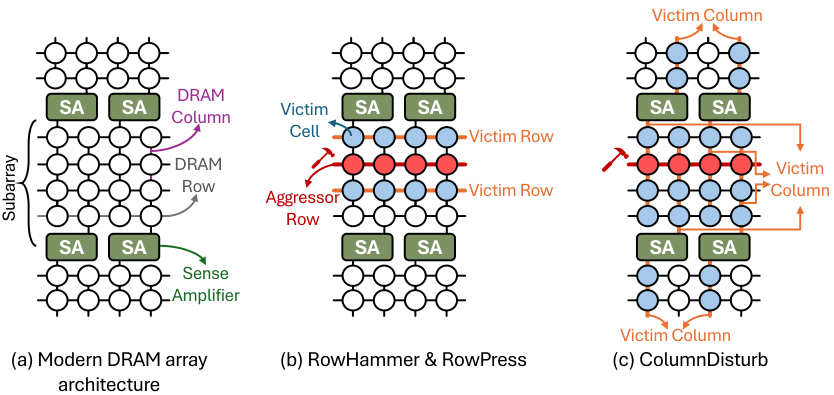 SA
SA
DRAM
Column
Subarray
DRAM
Row
SA
SA
Sense
Amplifier
(a) Modern DRAM array
architecture
SA
SA
Victim
Cell
Victim Row
Aggressor
Row
Victim Row
SA
SA
(b) RowHammer & RowPress
Victim Column
SA
SA
Victim
Column
SA
SA
Victim Column
(c) ColumnDisturb